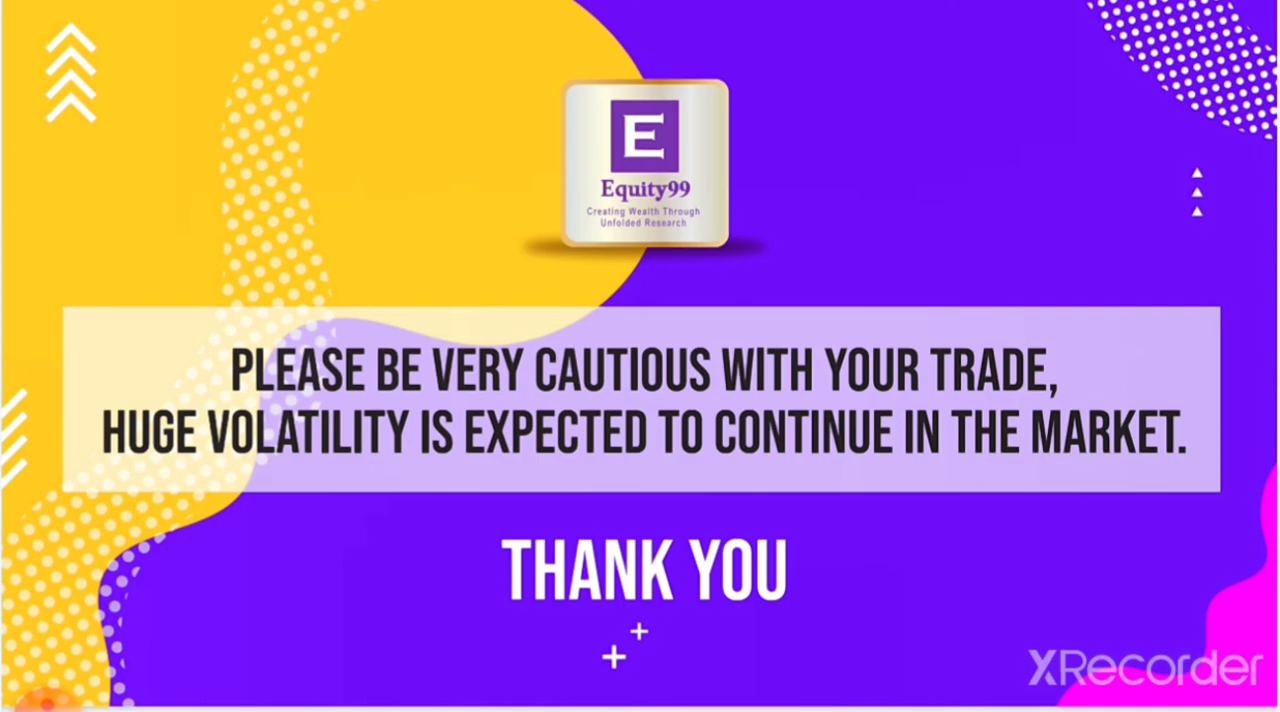 E
Equity99
Creating Wealth Through
Unfolded Research
PLEASE BE VERY CAUTIOUS WITH YOUR TRADE,
HUGE VOLATILITY IS EXPECTED TO CONTINUE IN THE MARKET.
THANK YOU
XRecorder